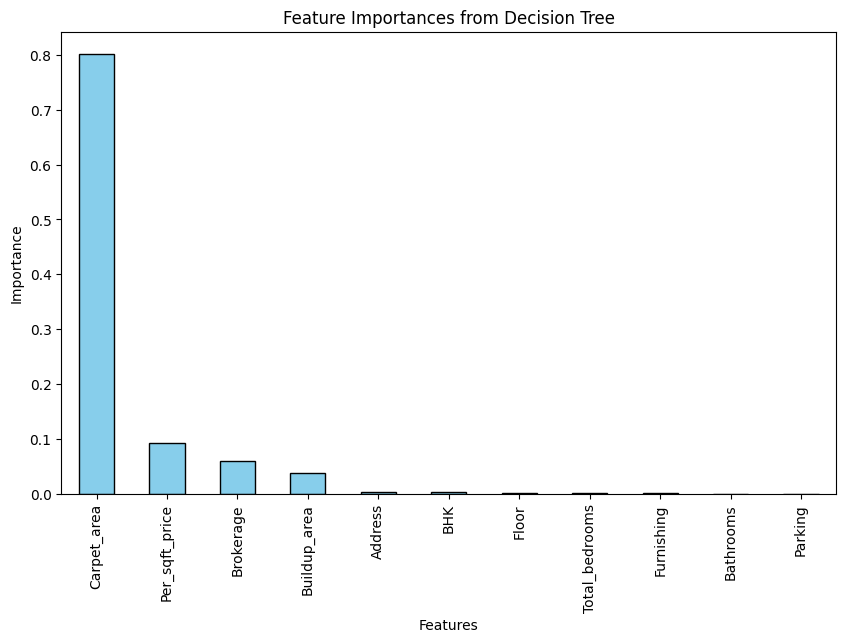 Feature Importances from Decision Tree
Importance
0.8
0.7
0.6
0.5
0.4
0.3
0.2
0.1
0.0
Carpet_area
Per_sqft_price
Brokerage
Buildup_area
Address
BHK
Floor
Total_bedrooms
Furnishing
Bathrooms
Parking
Features